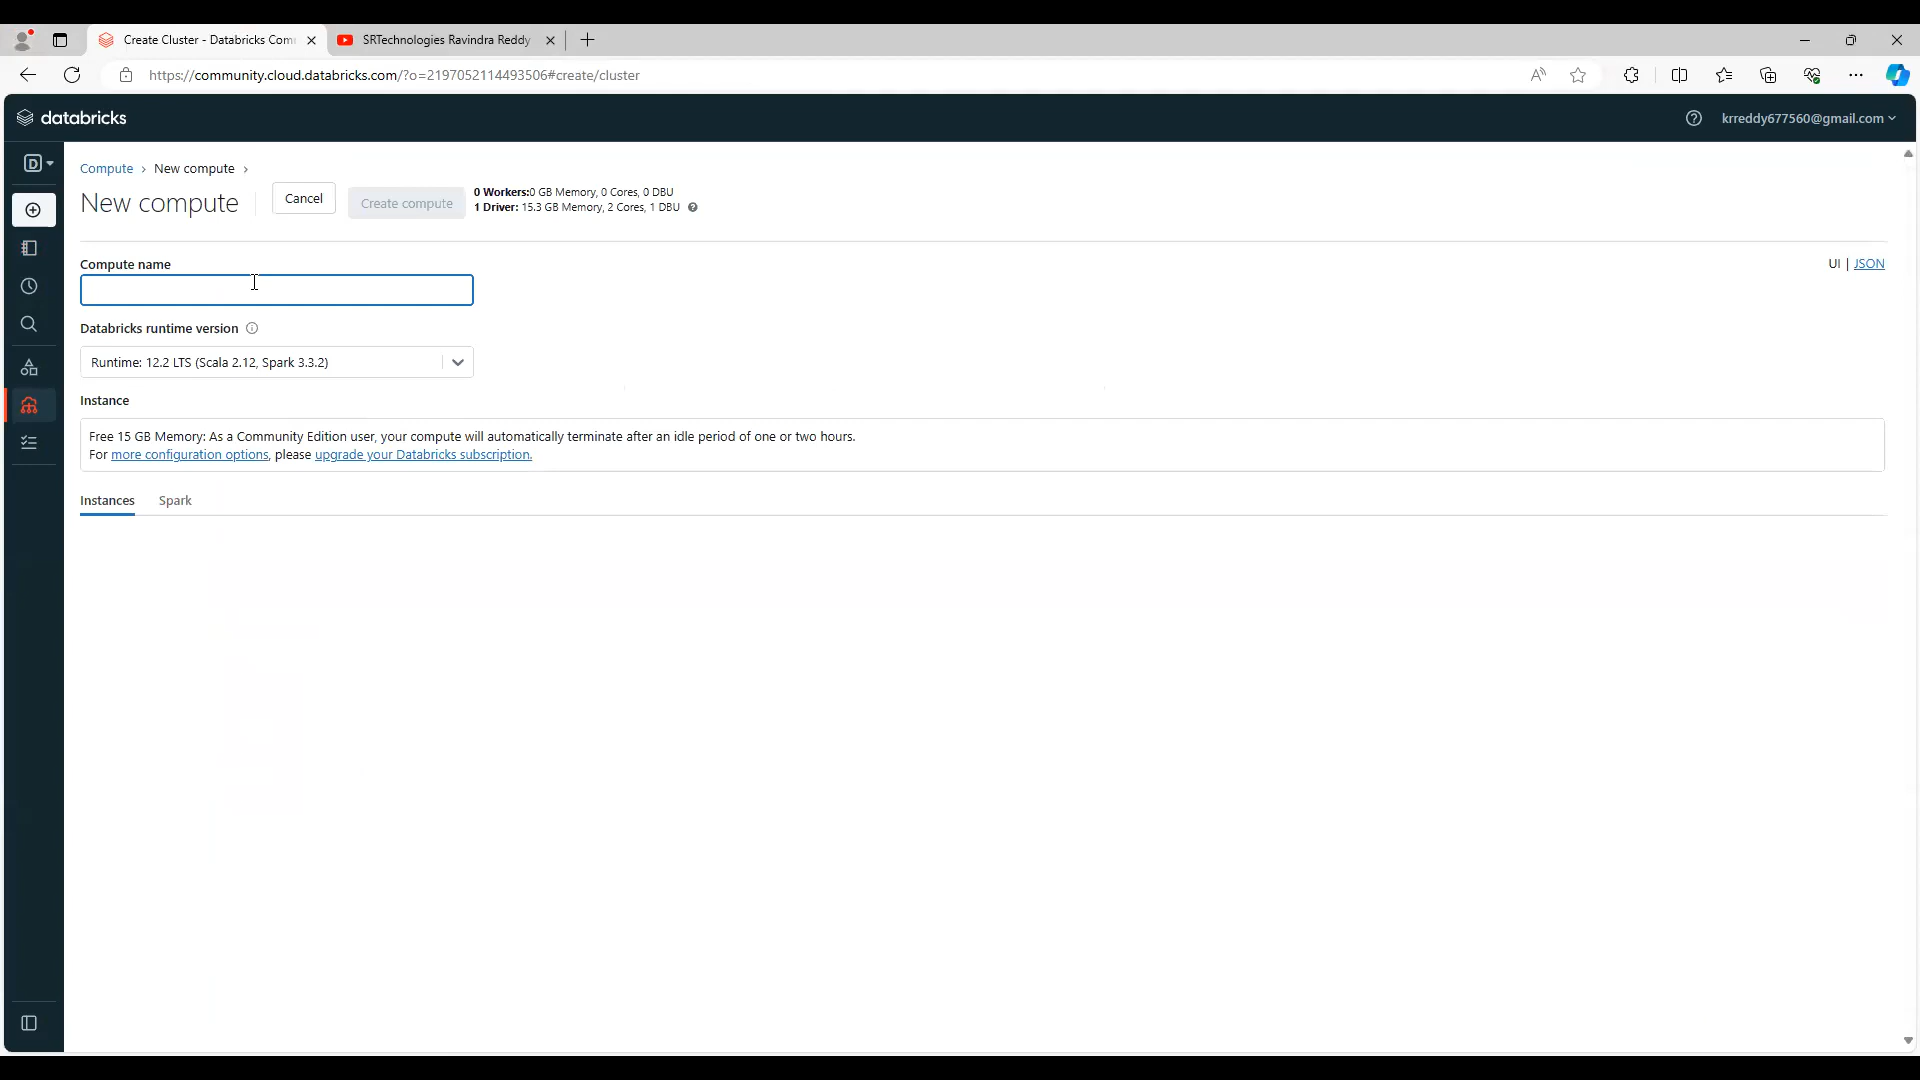 Create Cluster - Databricks Com
SRTechnologies Ravindra Reddy
https://community.cloud.databricks.com/?o=2197052114493506#create/cluster
databricks
krreddy677560@gmail.com
D
Compute › New compute ›
New compute
Cancel
Create compute
0 Workers:0 GB Memory, 0 Cores, 0 DBU
1 Driver: 15.3 GB Memory, 2 Cores, 1 DBU
Compute name
UI | JSON
Databricks runtime version
Runtime: 12.2 LTS (Scala 2.12, Spark 3.3.2)
Instance
Free 15 GB Memory: As a Community Edition user, your compute will automatically terminate after an idle period of one or two hours.
For more configuration options, please upgrade your Databricks subscription.
Instances
Spark